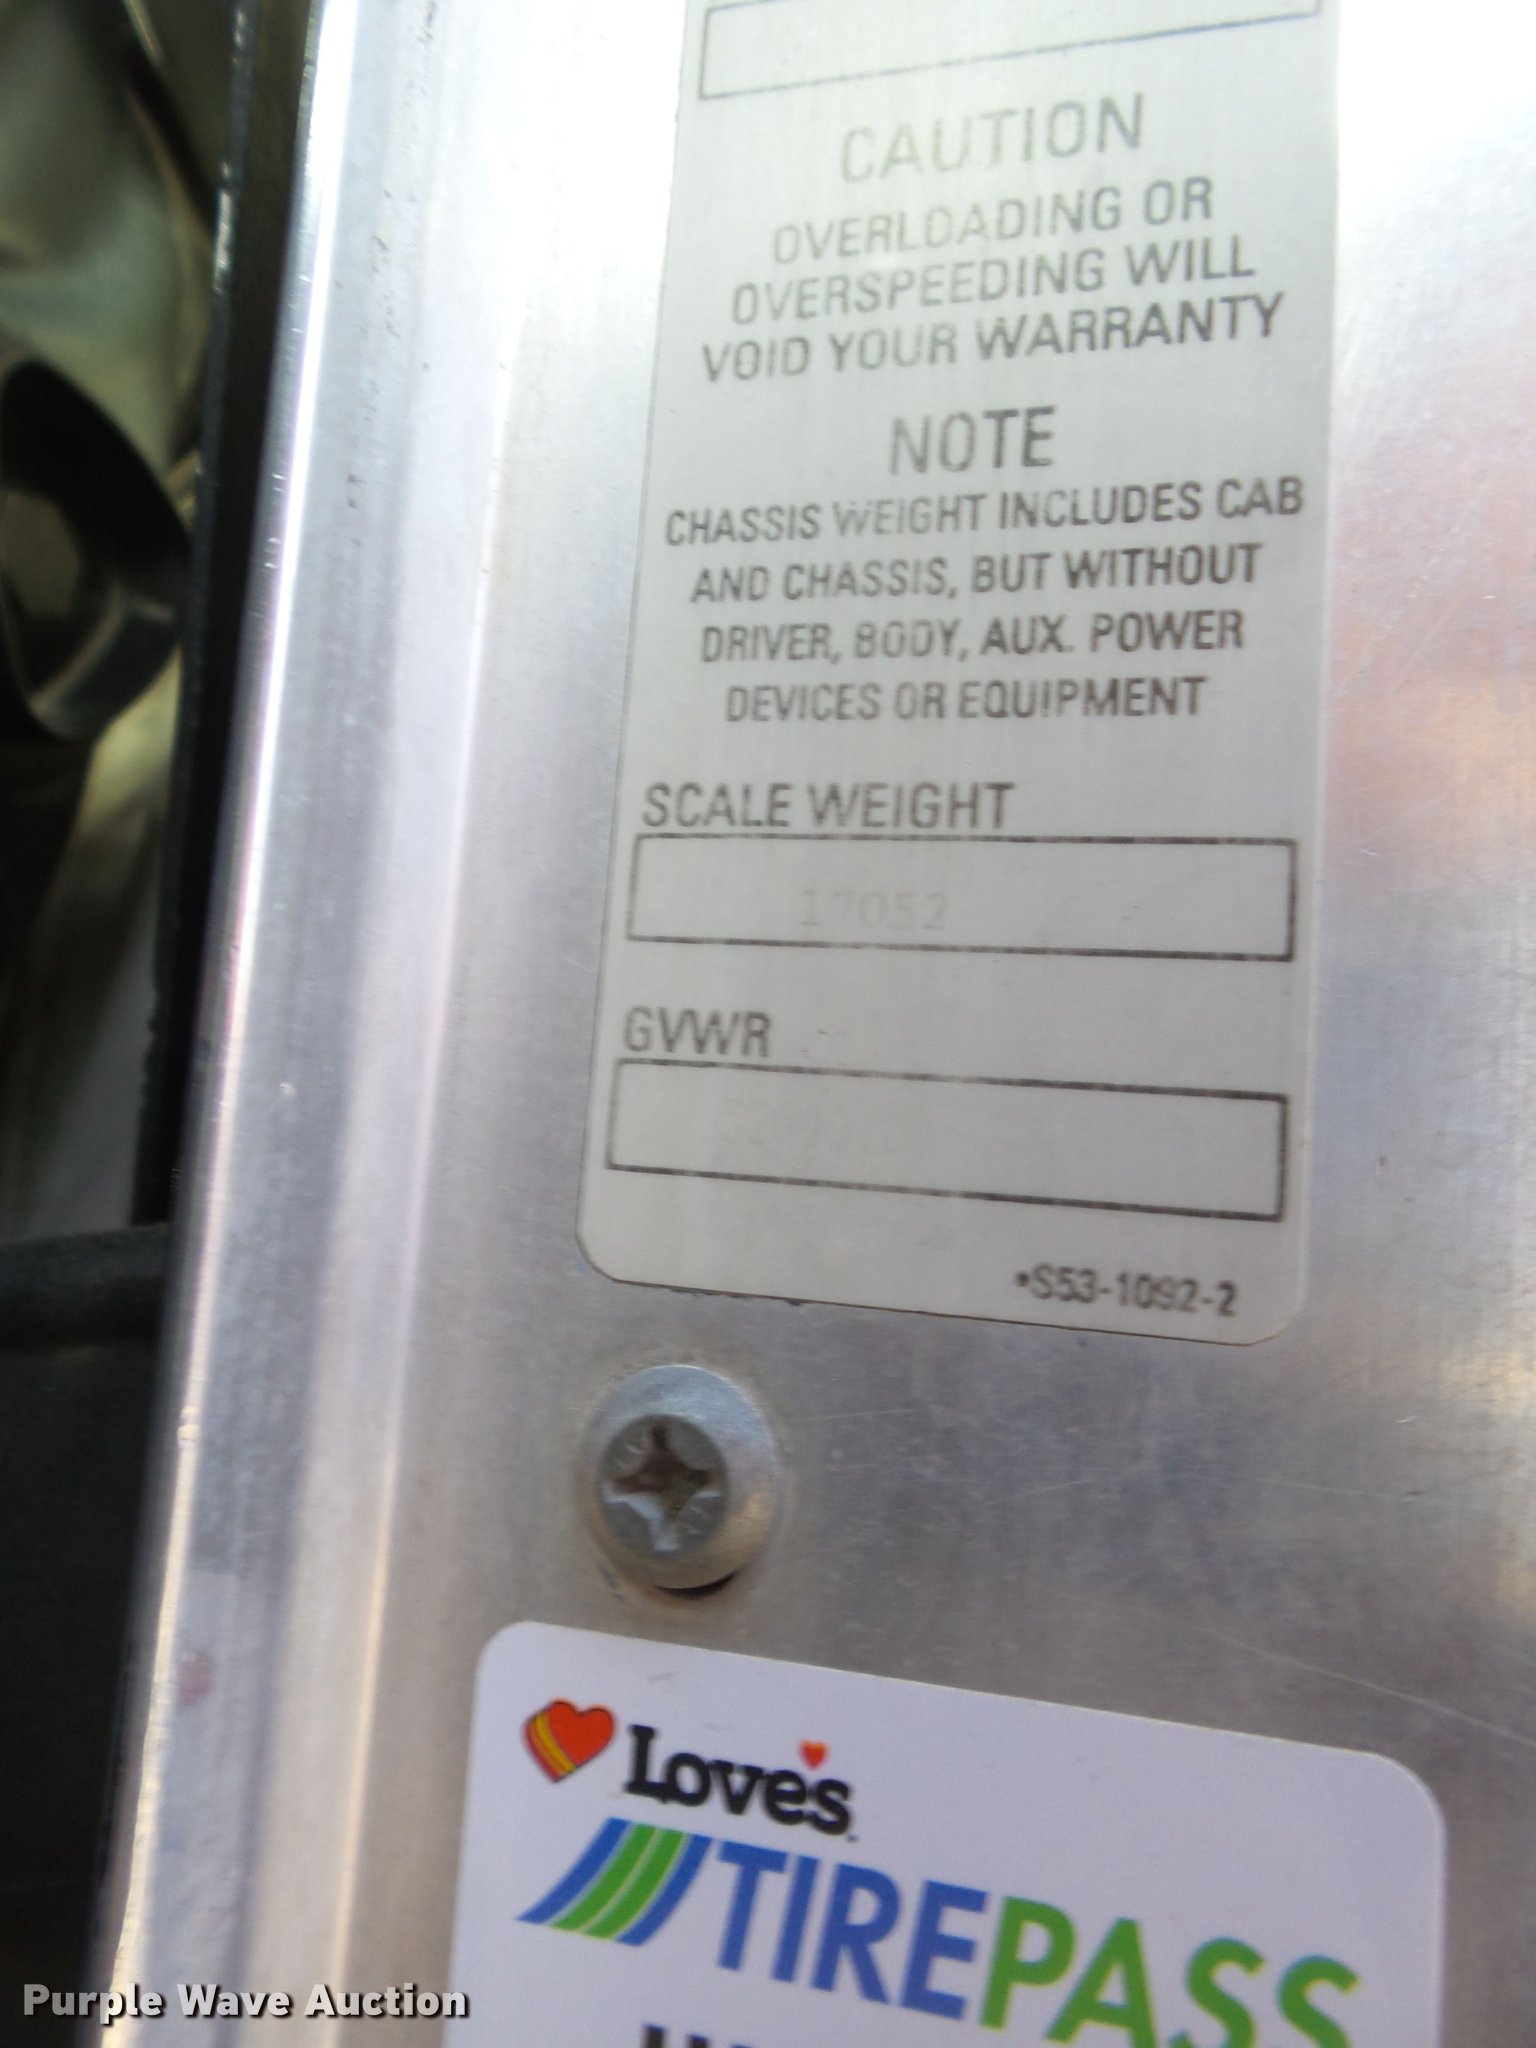 CAUTION
OVERLOADING OR
OVERSPEEDING WILL
VOID YOUR WARRANTY
NOTE
CHASSIS WEIGHT INCLUDES CAB
AND CHASSIS, BUT WITHOUT
DRIVER, BODY, AUX. POWER
DEVICES OR EQUIPMENT
SCALE WEIGHT
17052
GVWR
•S53-1092-2
Love's
TIREPASS
Purple Wave Auction